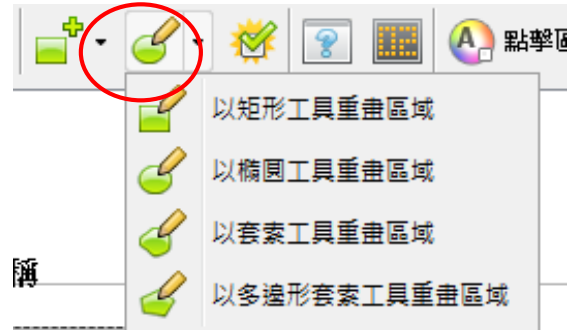 點擊區
以矩形工具重畫區域
以橢圓工具重畫區域
以套索工具重畫區域
稱
以多邊形套索工具重畫區域